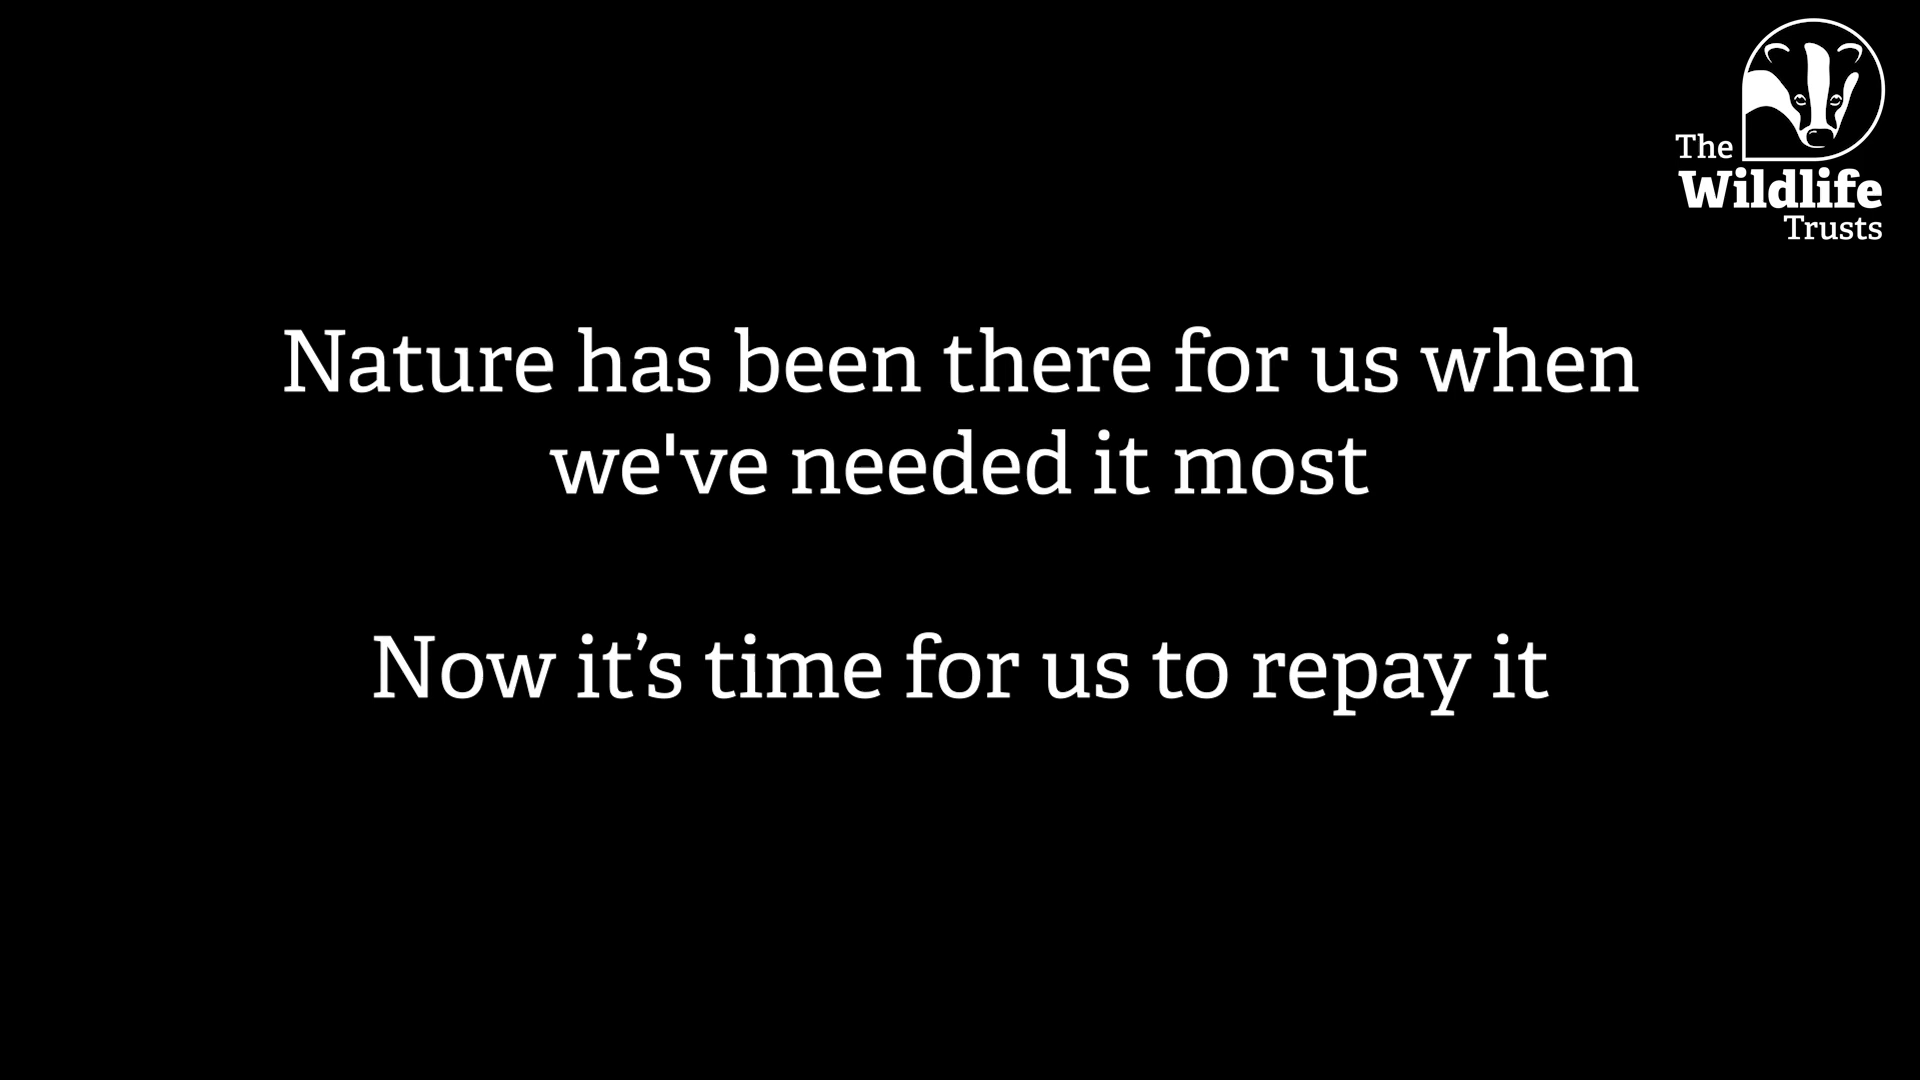 The
Wildlife
Trusts
Nature has been there for us when
we've needed it most
Now it’s time for us to repay it